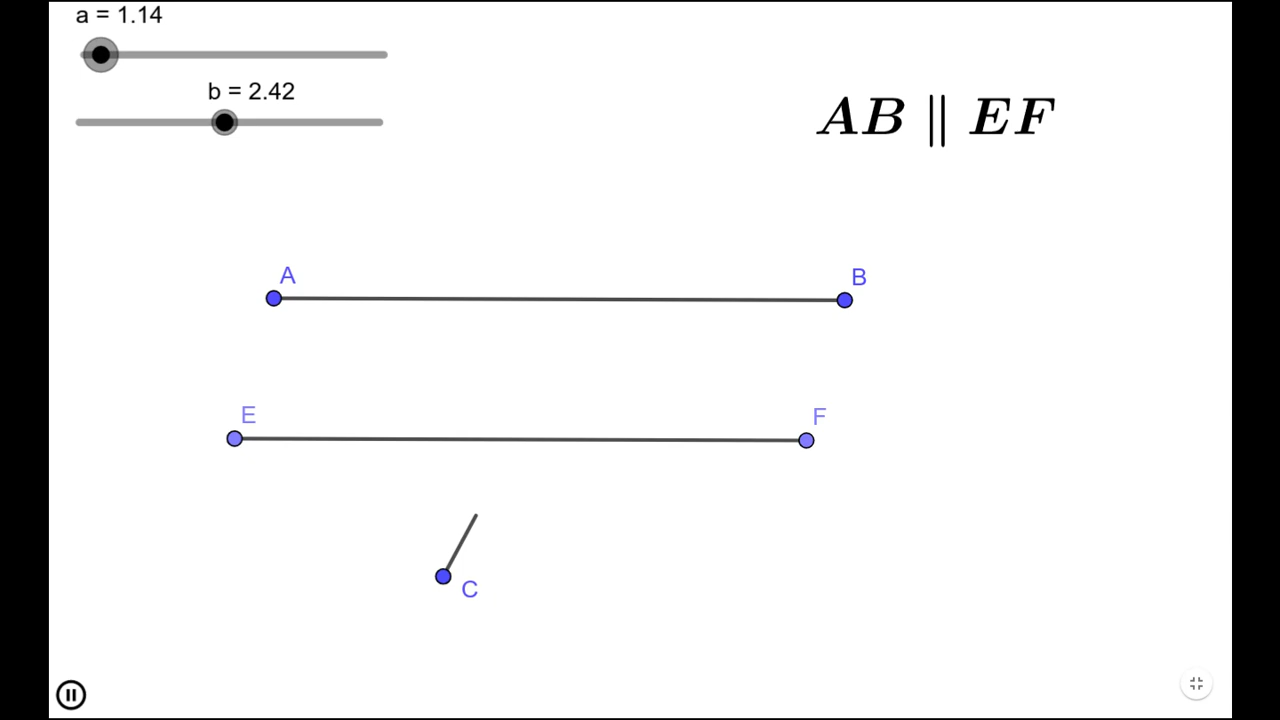 a = 1.14
b = 2.42
AB ∥ EF
A
B
E
F
C